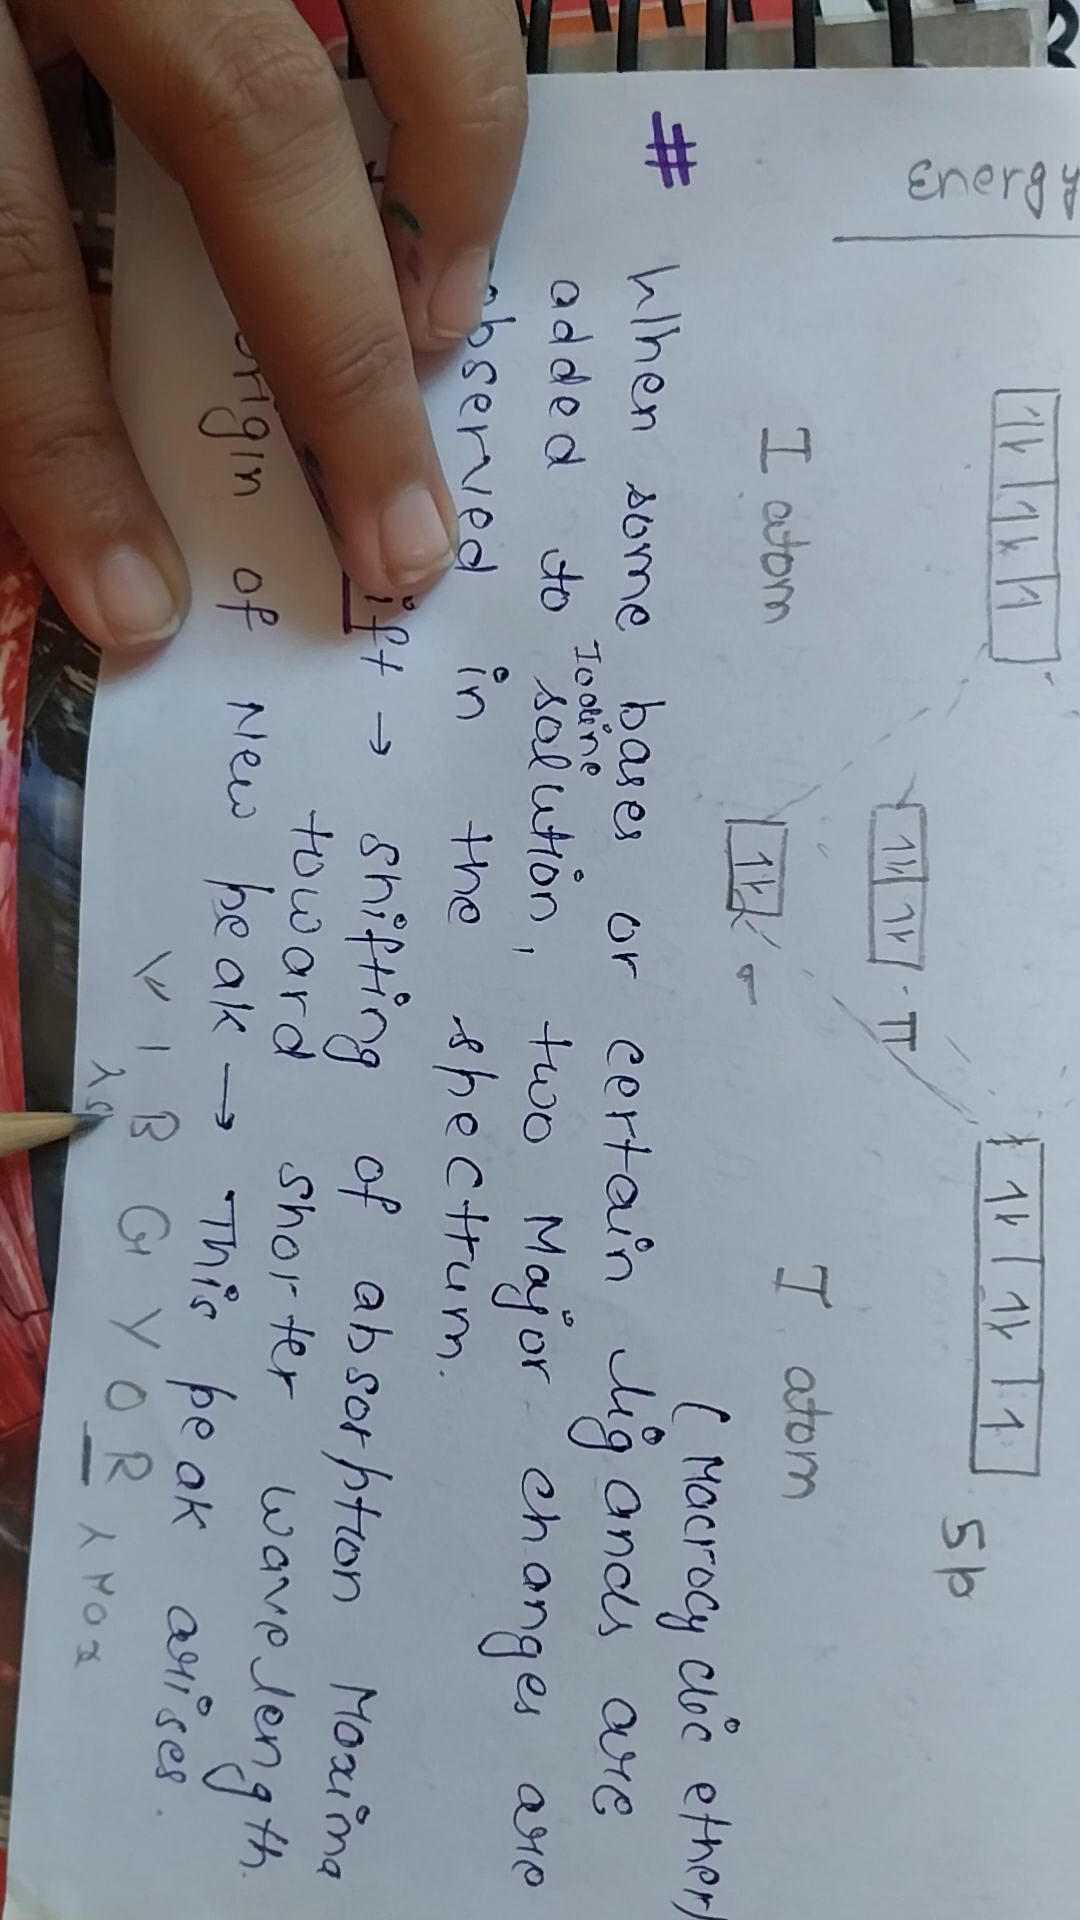 Energy
5p
π
σ
I atom
I atom
(Macrocyclic ether)
# When some bases or certain ligands are
Iodine
added to solution, two Major changes are
observed in the spectrum.
ift → shifting of absorption Maxima
toward shorter wavelength.
origin of New peak → This peak arises.
V I B G Y O R
λ λ Max